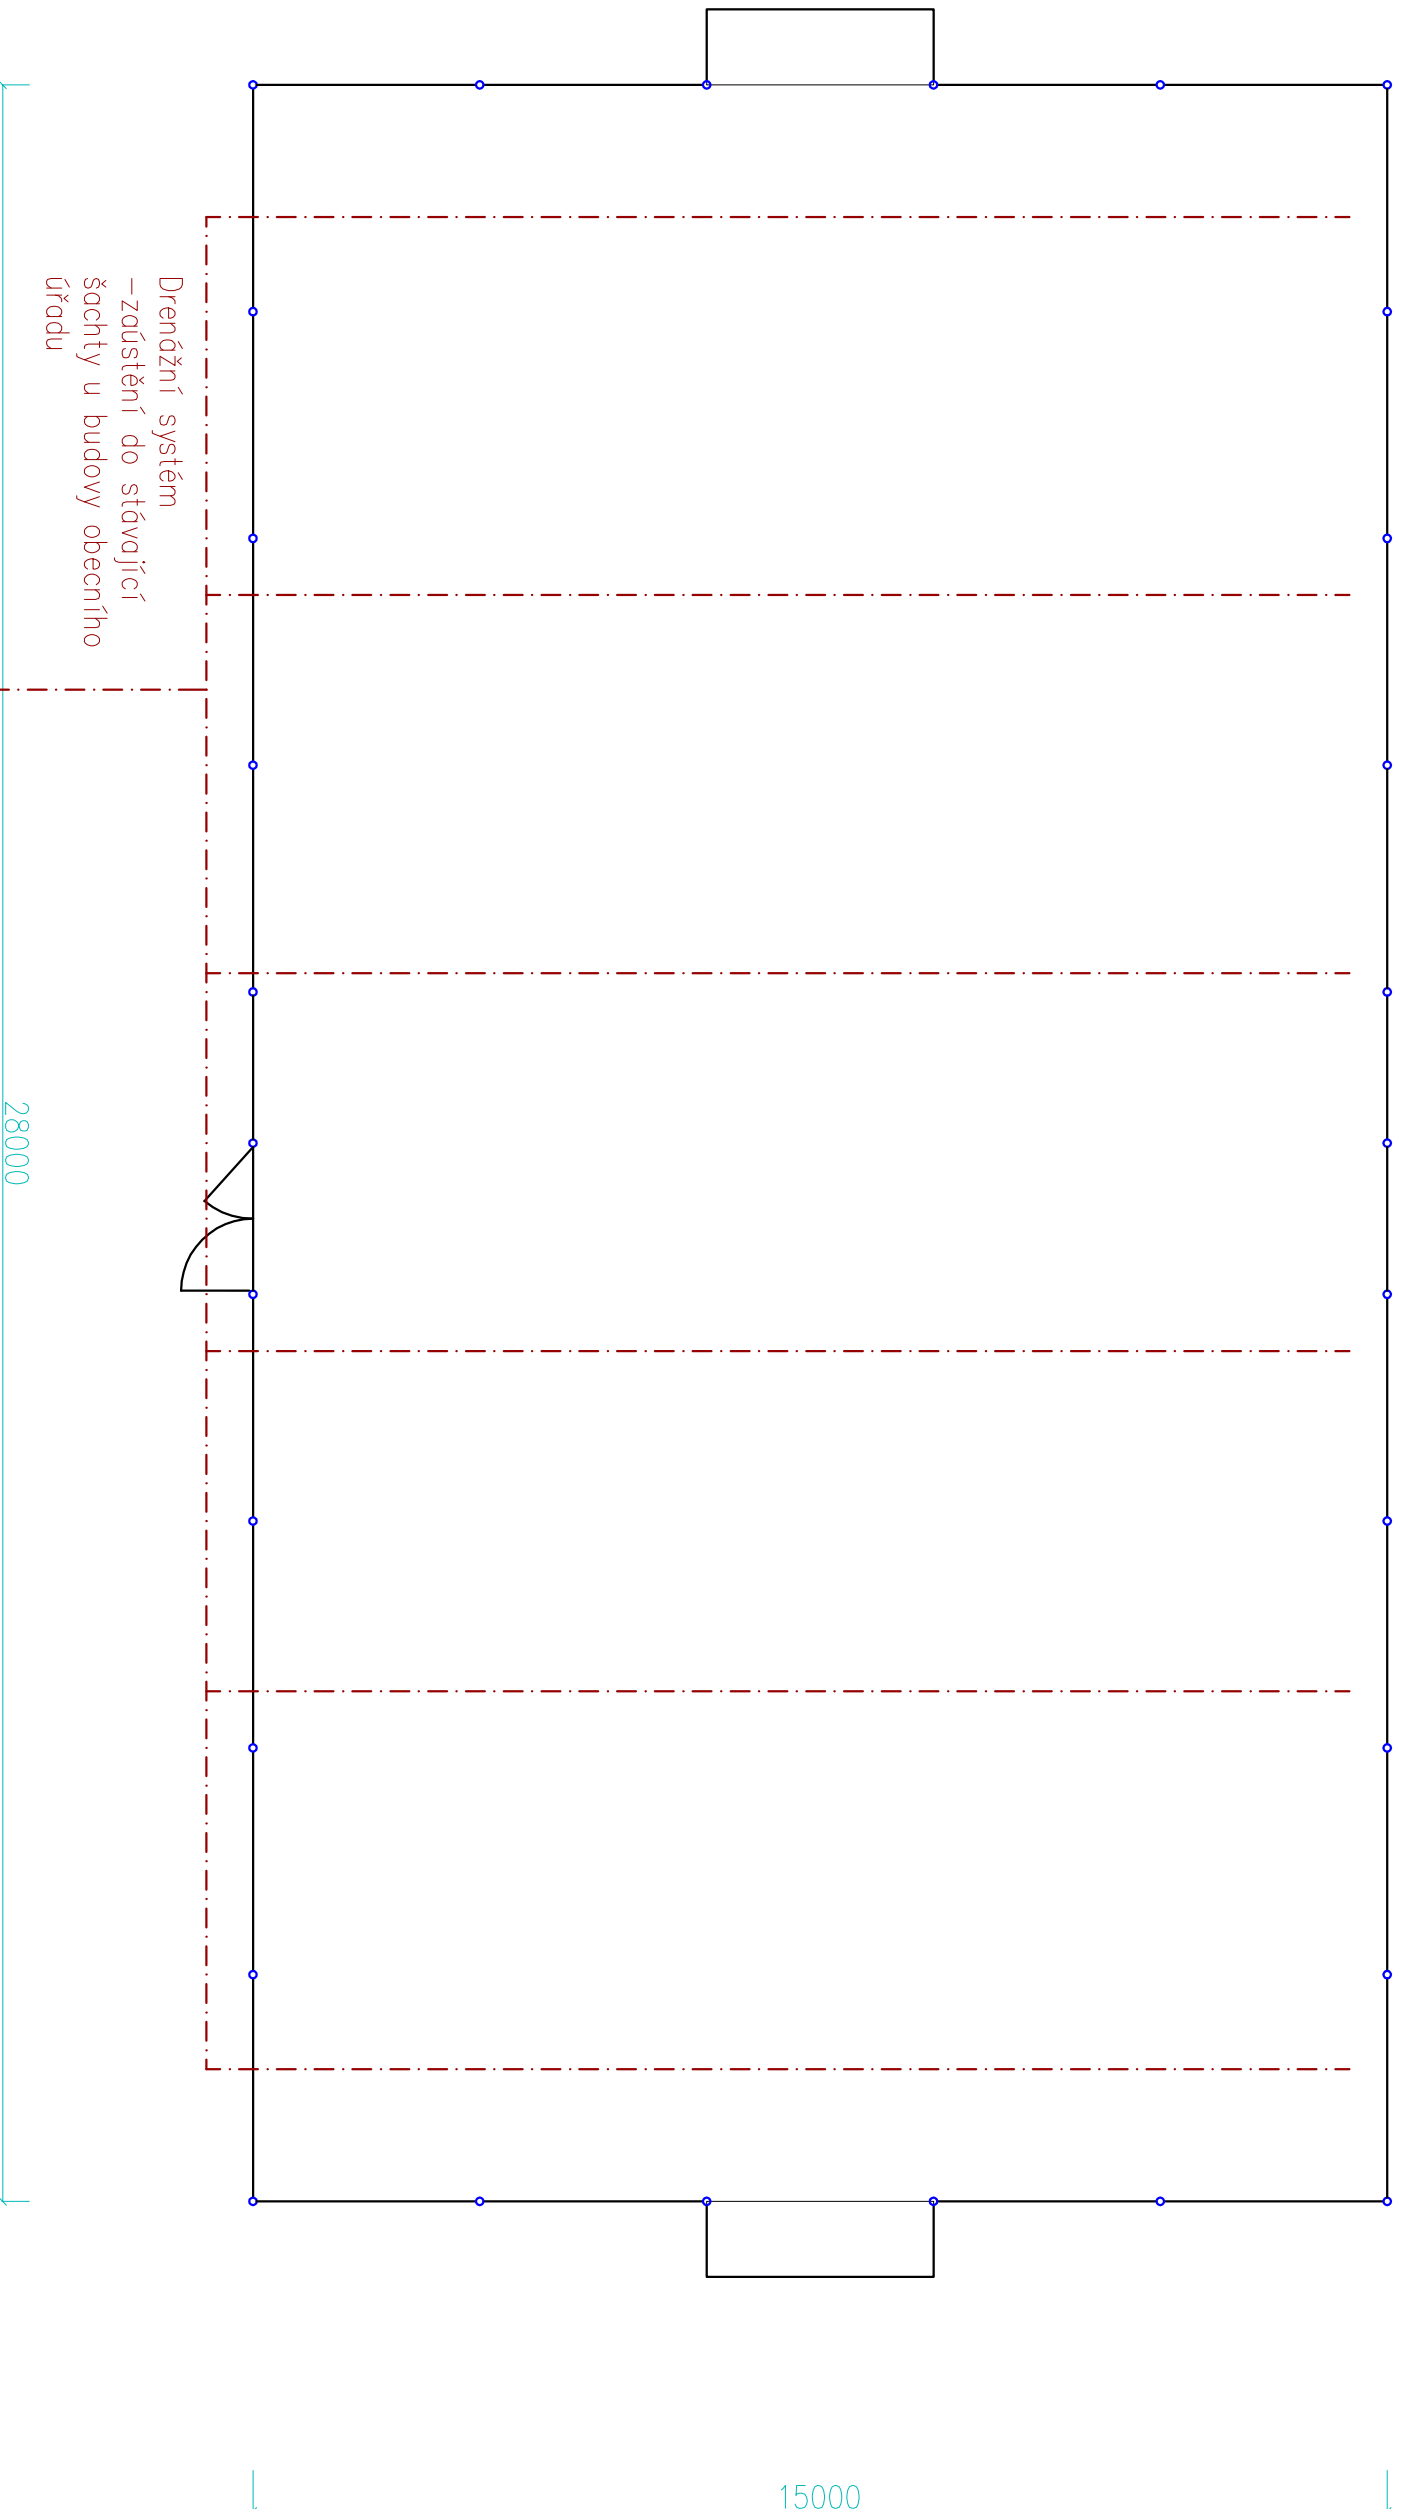 Drenážní systém
-zaústění do stávající
šachty u budovy obecního
úřadu
28000
15000